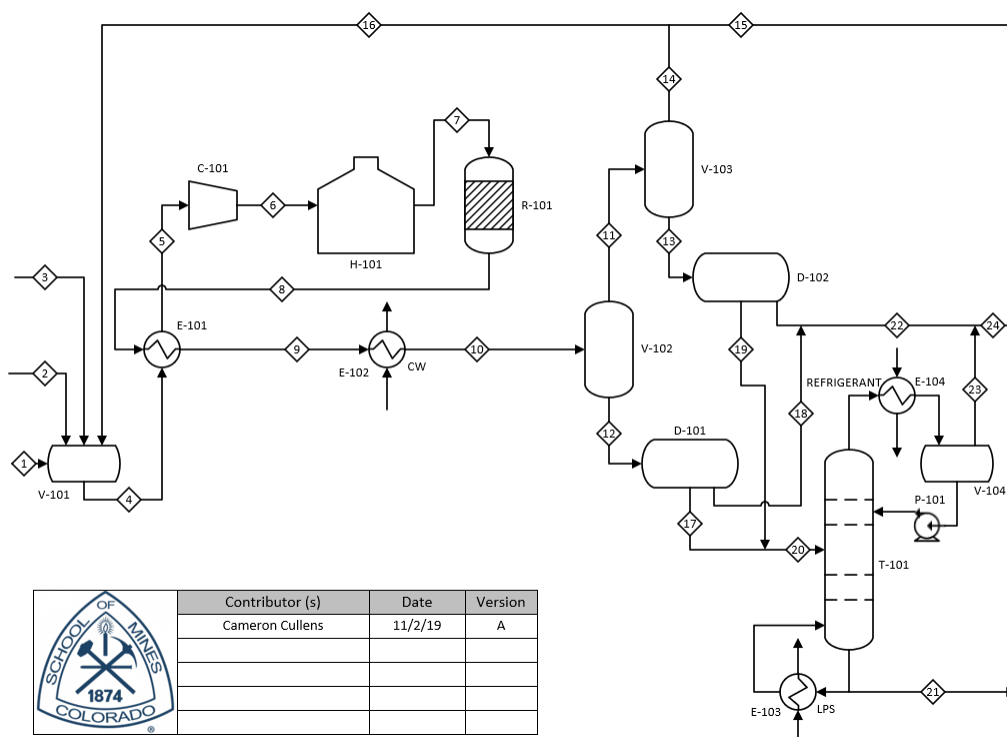 16
15
14
7
C-101
V-103
6
R-101
5
11
13
H-101
3
8
D-102
E-101
22
24
9
10
V-102
19
E-102
CW
2
REFRIGERANT
E-104
23
18
12
D-101
1
V-101
4
V-104
P-101
17
20
T-101
21
E-103
LPS
Contributor (s) Date Version
Cameron Cullens 11/2/19 A
SCHOOL OF MINES
1874
COLORADO
®